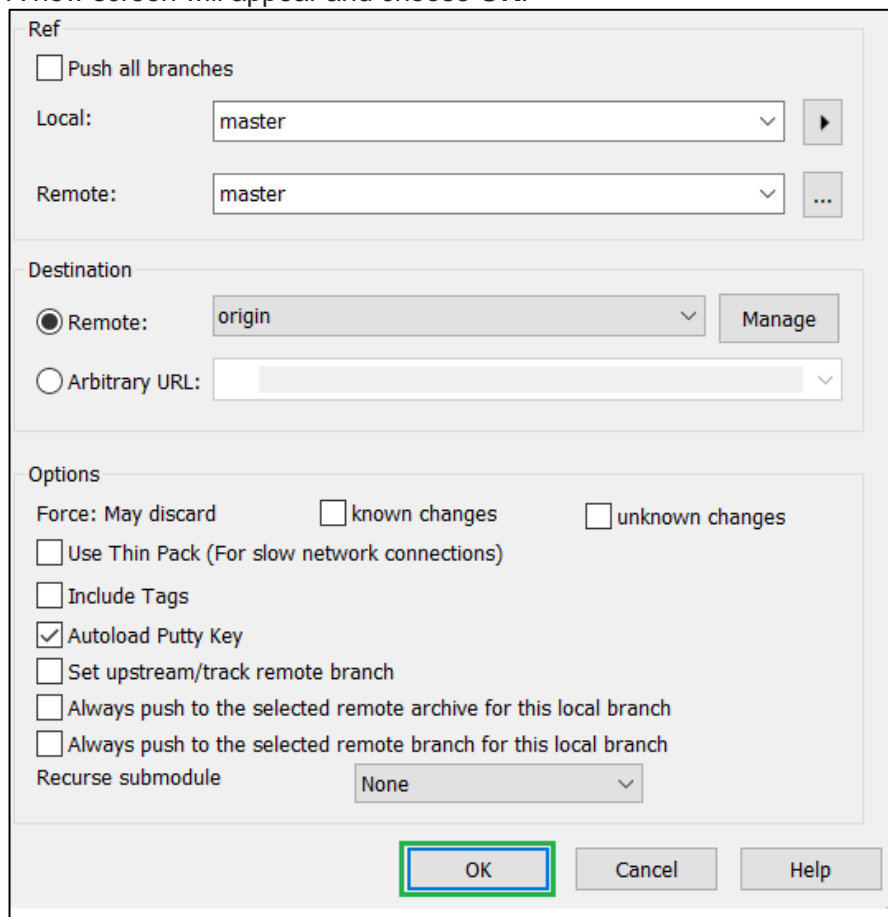 Ref
Push all branches
Local:
master
Remote:
master
...
Destination
Remote:
origin
Manage
Arbitrary URL:
Options
Force: May discard
known changes
unknown changes
Use Thin Pack (For slow network connections)
Include Tags
Autoload Putty Key
Set upstream/track remote branch
Always push to the selected remote archive for this local branch
Always push to the selected remote branch for this local branch
Recurse submodule
None
OK
Cancel
Help